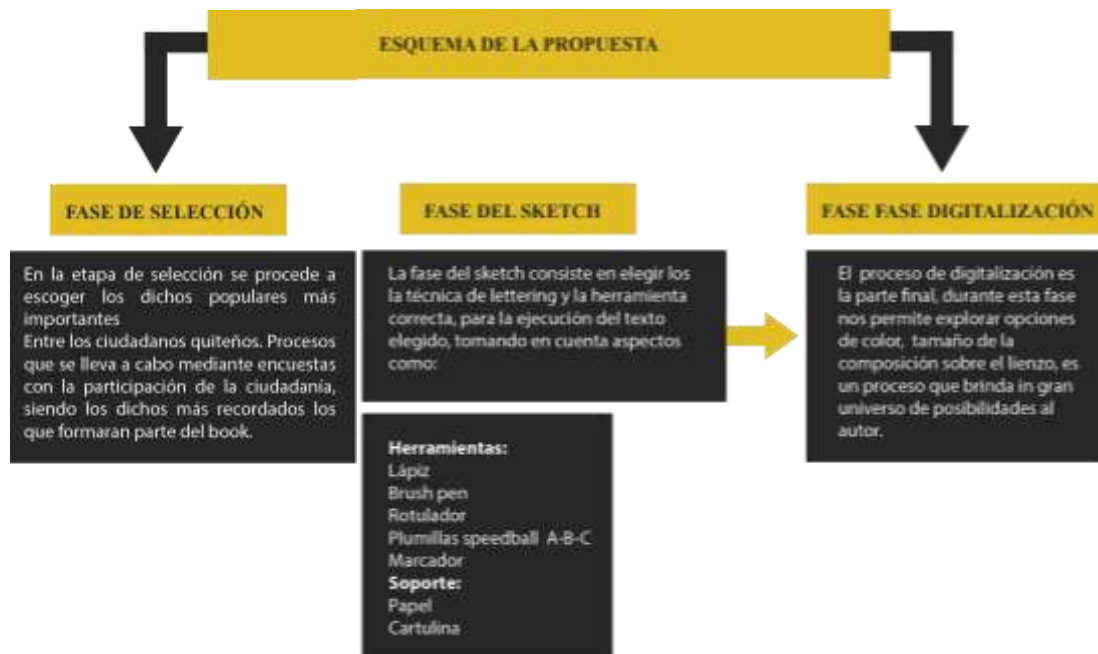 ESQUEMA DE LA PROPUESTA
FASE DE SELECCIÓN
En la etapa de selección se procede a
escoger los dichos populares más
importantes
Entre los ciudadanos quiteños. Procesos
que se lleva a cabo mediante encuestas
con la participación de la ciudadanía,
siendo los dichos más recordados los
que formaran parte del book.
FASE DEL SKETCH
La fase del sketch consiste en elegir los
la técnica de lettering y la herramienta
correcta, para la ejecución del texto
elegido, tomando en cuenta aspectos
como:
Herramientas:
Lápiz
Brush pen
Rotulador
Plumillas speedball A-B-C
Marcador
Soporte:
Papel
Cartulina
FASE FASE DIGITALIZACIÓN
El proceso de digitalización es
la parte final, durante esta fase
nos permite explorar opciones
de color, tamaño de la
composición sobre el lienzo, es
un proceso que brinda in gran
universo de posibilidades al
autor.